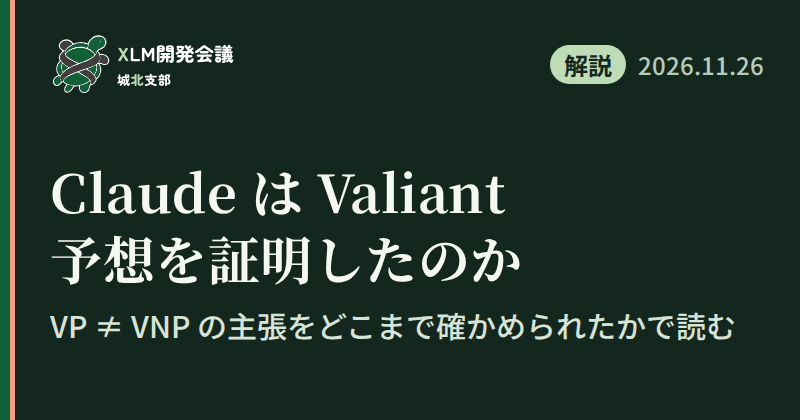 XLM開発会議
城北支部
解説 2026.11.26
Claude は Valiant
予想を証明したのか
VP ≠ VNP の主張をどこまで確かめられたかで読む